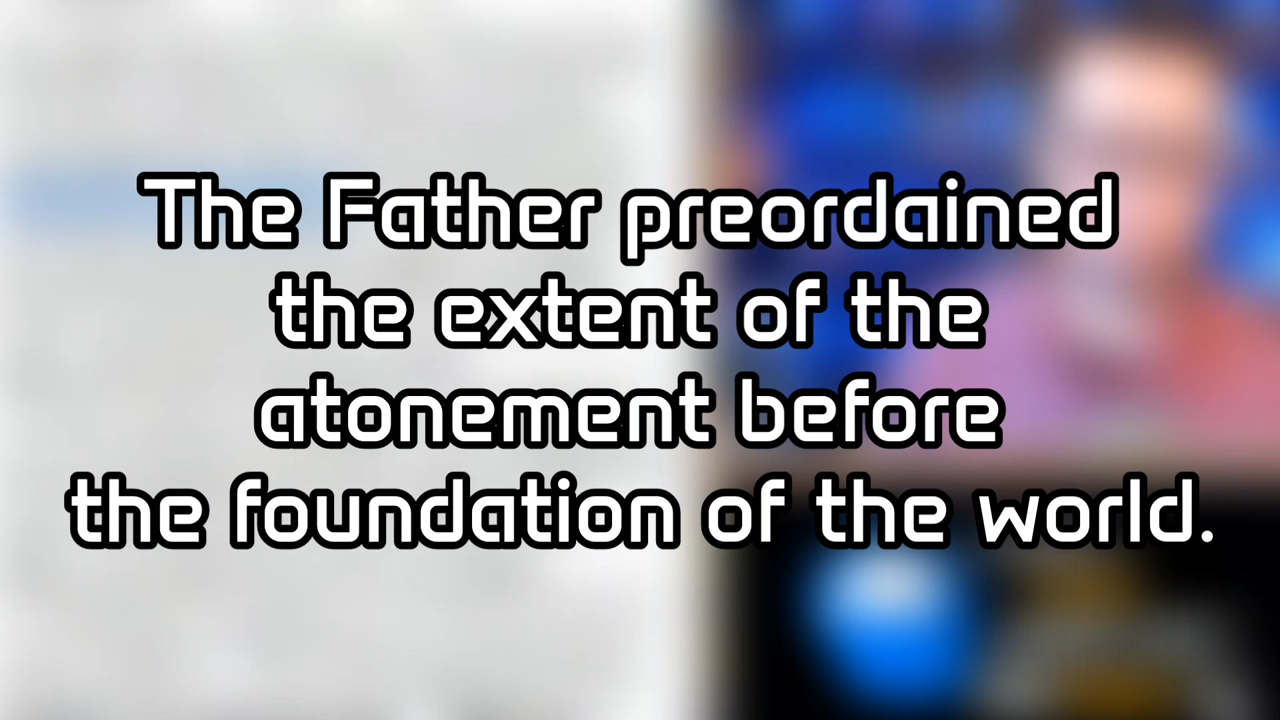 The Father preordained
the extent of the
atonement before
the foundation of the world.